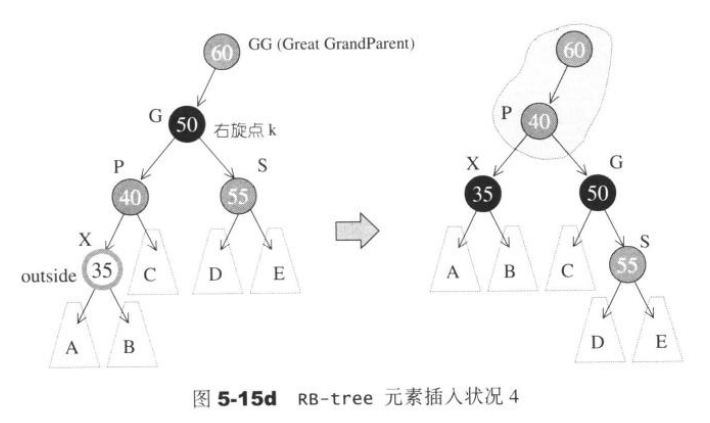 60 GG (Great GrandParent)
G 50 右旋点 k
P 40
S 55
X
outside 35
C D E
A B
60
P 40
X 35
G 50
S 55
A B C
D E
图 5-15d RB-tree 元素插入状况 4